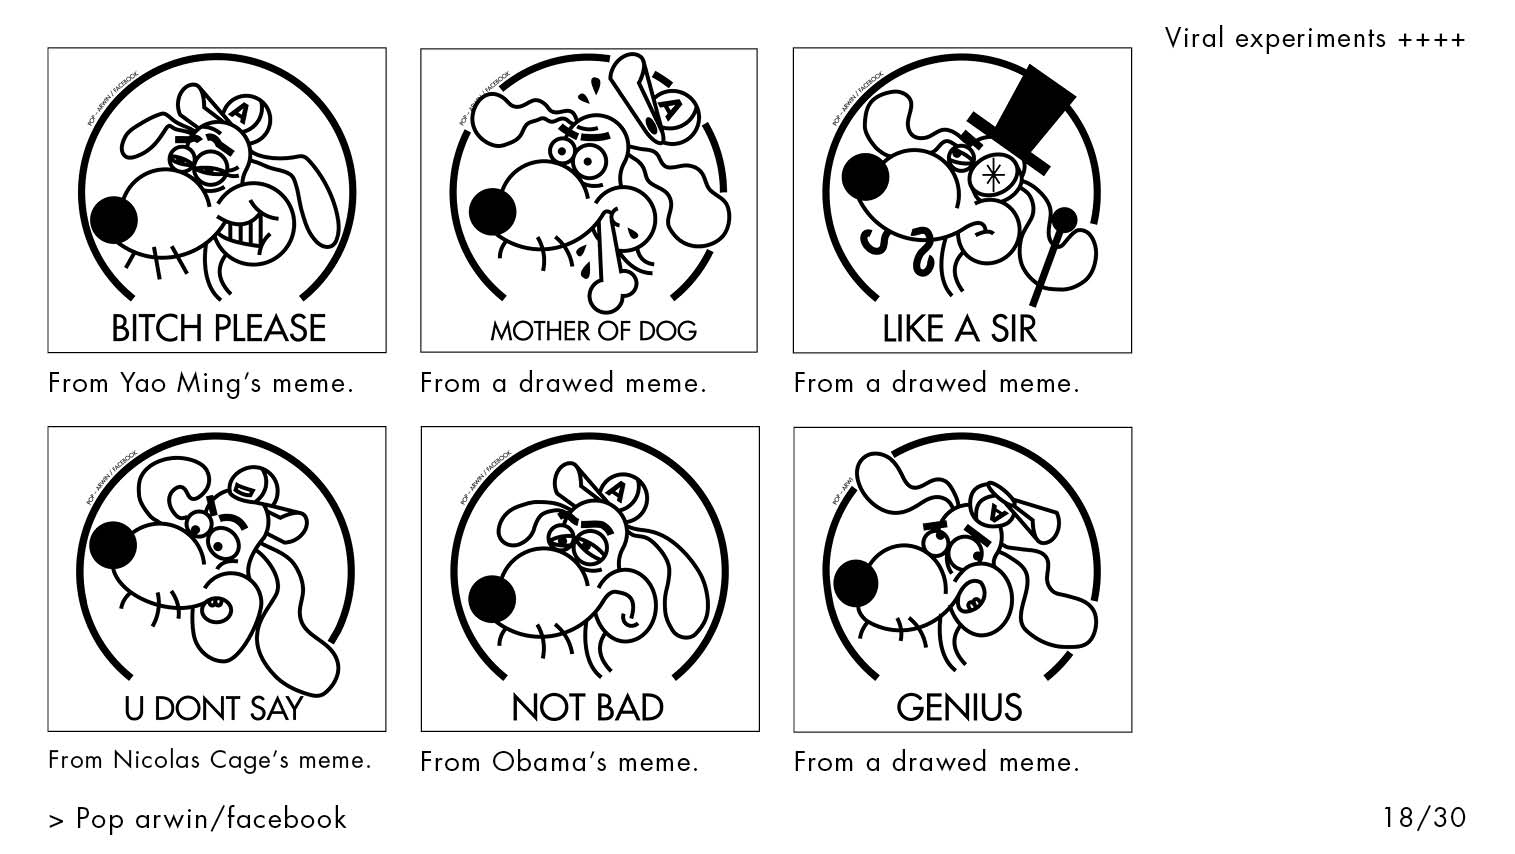 Viral experiments ++++
POP - ARWIN / FACEBOOK
A
BITCH PLEASE
From Yao Ming's meme.
POP - ARWIN / FACEBOOK
A
MOTHER OF DOG
From a drawed meme.
POP - ARWIN / FACEBOOK
LIKE A SIR
From a drawed meme.
POP - ARWIN / FACEBOOK
U DONT SAY
From Nicolas Cage's meme.
POP - ARWIN / FACEBOOK
A
NOT BAD
From Obama's meme.
POP - ARWI
A
GENIUS
From a drawed meme.
> Pop arwin/facebook
18/30